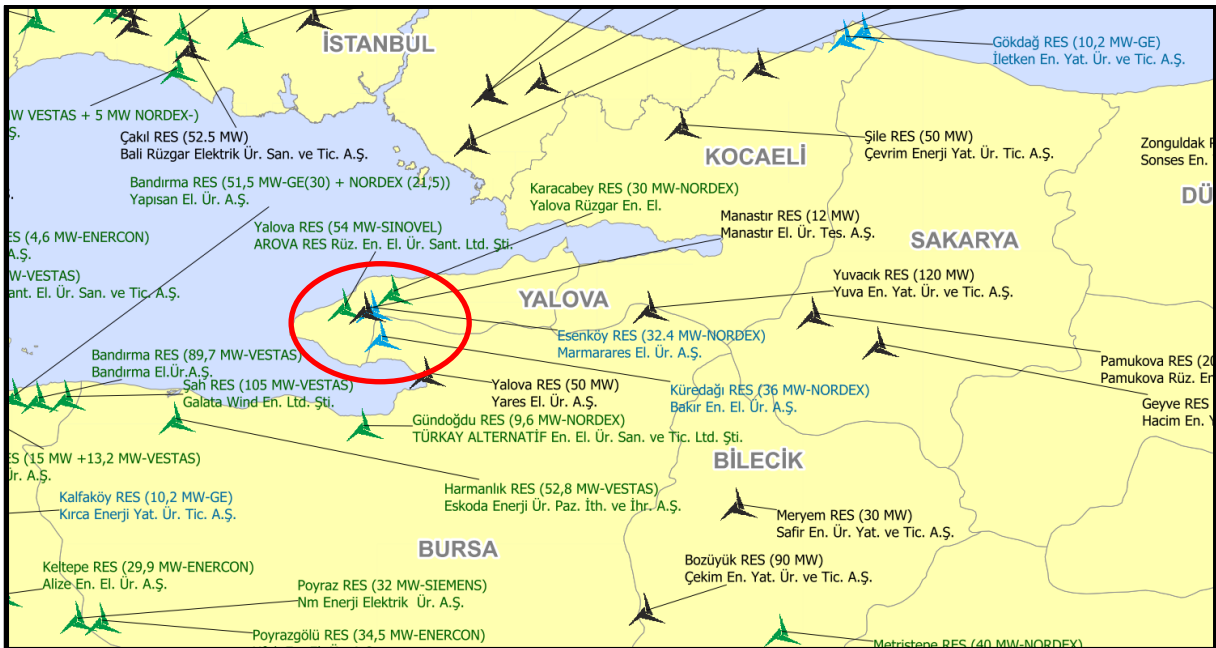 İSTANBUL
Gökdağ RES (10,2 MW-GE)
İletken En. Yat. Ür. ve Tic. A.Ş.
VESTAS + 5 MW NORDEX-)
Çakıl RES (52.5 MW)
Bali Rüzgar Elektrik Ür. San. ve Tic. A.Ş.
KOCAELİ
Şile RES (50 MW)
Çevrim Enerji Yat. Ür. ve Tic. A.Ş.
Zonguldak
Sonses En.
Bandırma RES (51,5 MW-GE(30) + NORDEX (21,5))
Yapısan El. Ür. A.Ş.
Karacabey RES (30 MW-NORDEX)
Yalova Rüzgar En. El.
DÜ
Manastır RES (12 MW)
Manastır El. Ür. Tes. A.Ş.
Yalova RES (54 MW-SINOVEL)
AROVA RES Rüz. En. El. Ür. Sant. Ltd. Şti.
SAKARYA
ES (4,6 MW-ENERCON)
A.Ş.
W-VESTAS)
ant. El. Ür. San. ve Tic. A.Ş.
Yuvacık RES (120 MW)
Yuva En. Yat. Ür. ve Tic. A.Ş.
YALOVA
Esenköy RES (32.4 MW-NORDEX)
Marmarares El. Ür. A.Ş.
Bandırma RES (89,7 MW-VESTAS)
Bandırma El.Ür.A.Ş.
Şah RES (105 MW-VESTAS)
Galata Wind En. Ltd. Şti.
Yalova RES (50 MW)
Yares El. Ür. A.Ş.
Küredağı RES (36 MW-NORDEX)
Bakır En. El. Ür. A.Ş.
Pamukova RES (20
Pamukova Rüz. En
Geyve RES
Hacim En. Y
Gündoğdu RES (9,6 MW-NORDEX)
TÜRKAY ALTERNATİF En. El. Ür. San. ve Tic. Ltd. Şti.
ES (15 MW +13,2 MW-VESTAS)
Ür. A.Ş.
BİLECİK
Harmanlık RES (52,8 MW-VESTAS)
Eskoda Enerji Ür. Paz. İth. ve İhr. A.Ş.
Kalfaköy RES (10,2 MW-GE)
Kırca Enerji Yat. Ür. Tic. A.Ş.
Meryem RES (30 MW)
Safir En. Ür. Yat. ve Tic. A.Ş.
BURSA
Bozüyük RES (90 MW)
Çekim En. Yat. Ür. ve Tic. A.Ş.
Keltepe RES (29,9 MW-ENERCON)
Alize En. El. Ür. A.Ş.
Poyraz RES (32 MW-SIEMENS)
Nm Enerji Elektrik Ür. A.Ş.
Poyrazgölü RES (34,5 MW-ENERCON)
Metristepe RES (40 MW-NORDEX)